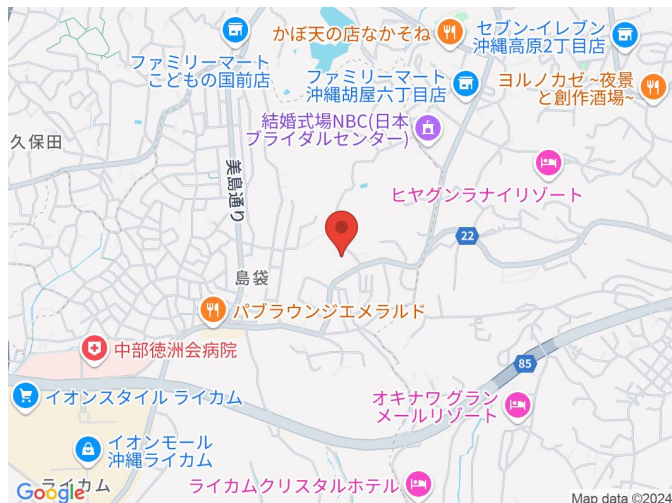 かぼ天の店なかそね
セブン-イレブン
沖縄高原2丁目店
ファミリーマート
こどもの国前店
ファミリーマート
沖縄胡屋六丁目店
ヨルノカゼ ~夜景
と創作酒場~
結婚式場NBC(日本
ブライダルセンター)
久保田
美島通り
ヒヤグンラナイリゾート
22
島袋
パブラウンジエメラルド
中部徳洲会病院
85
イオンスタイル ライカム
オキナワ グラン
メールリゾート
イオンモール
沖縄ライカム
ライカム
ライカムクリスタルホテル
Google
Map data ©2024